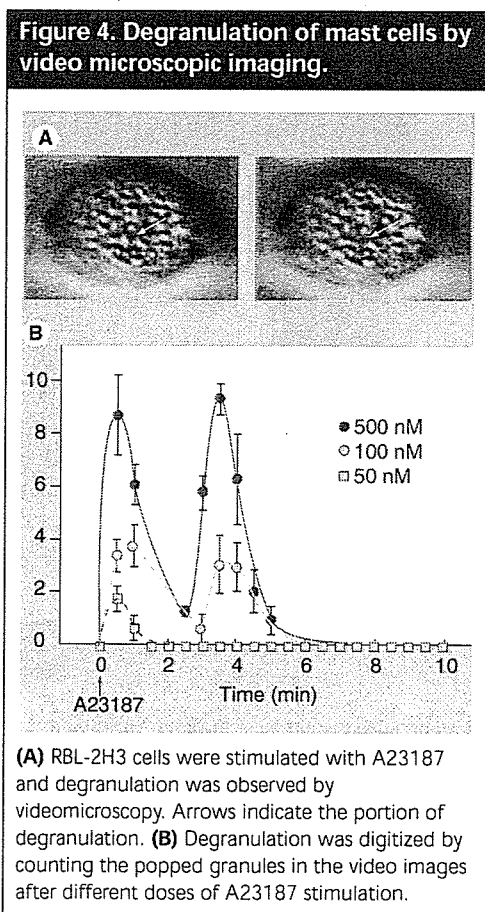 Figure 4. Degranulation of mast cells by
video microscopic imaging.
A
B
10
8
6
4
2
0
500 nM
100 nM
50 nM
0 2 4 6 8 10
Time (min)
A23187
(A) RBL-2H3 cells were stimulated with A23187
and degranulation was observed by
videomicroscopy. Arrows indicate the portion of
degranulation. (B) Degranulation was digitized by
counting the popped granules in the video images
after different doses of A23187 stimulation.